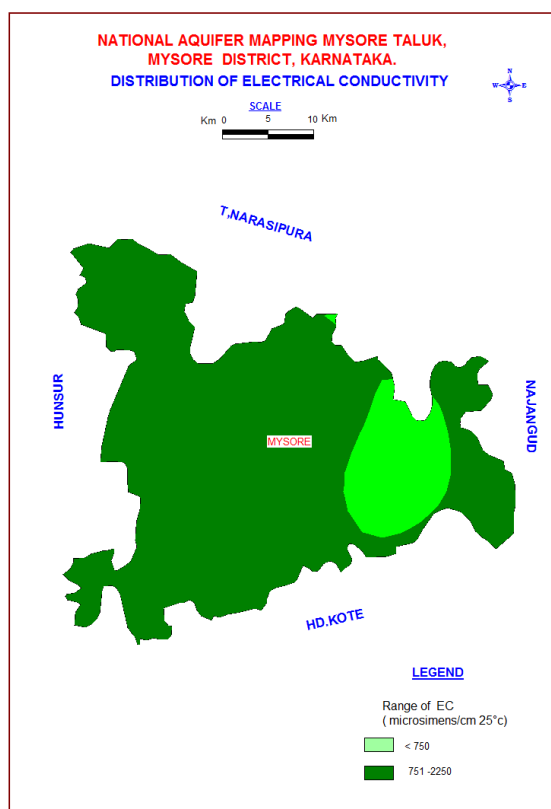 NATIONAL AQUIFER MAPPING MYSORE TALUK,
MYSORE DISTRICT, KARNATAKA.
DISTRIBUTION OF ELECTRICAL CONDUCTIVITY
N
W E
S
SCALE
Km 0 5 10 Km
T,NARASIPURA
HUNSUR
NAJANGUD
MYSORE
HD.KOTE
LEGEND
Range of EC
( microsimens/cm 25°c)
< 750
751 -2250